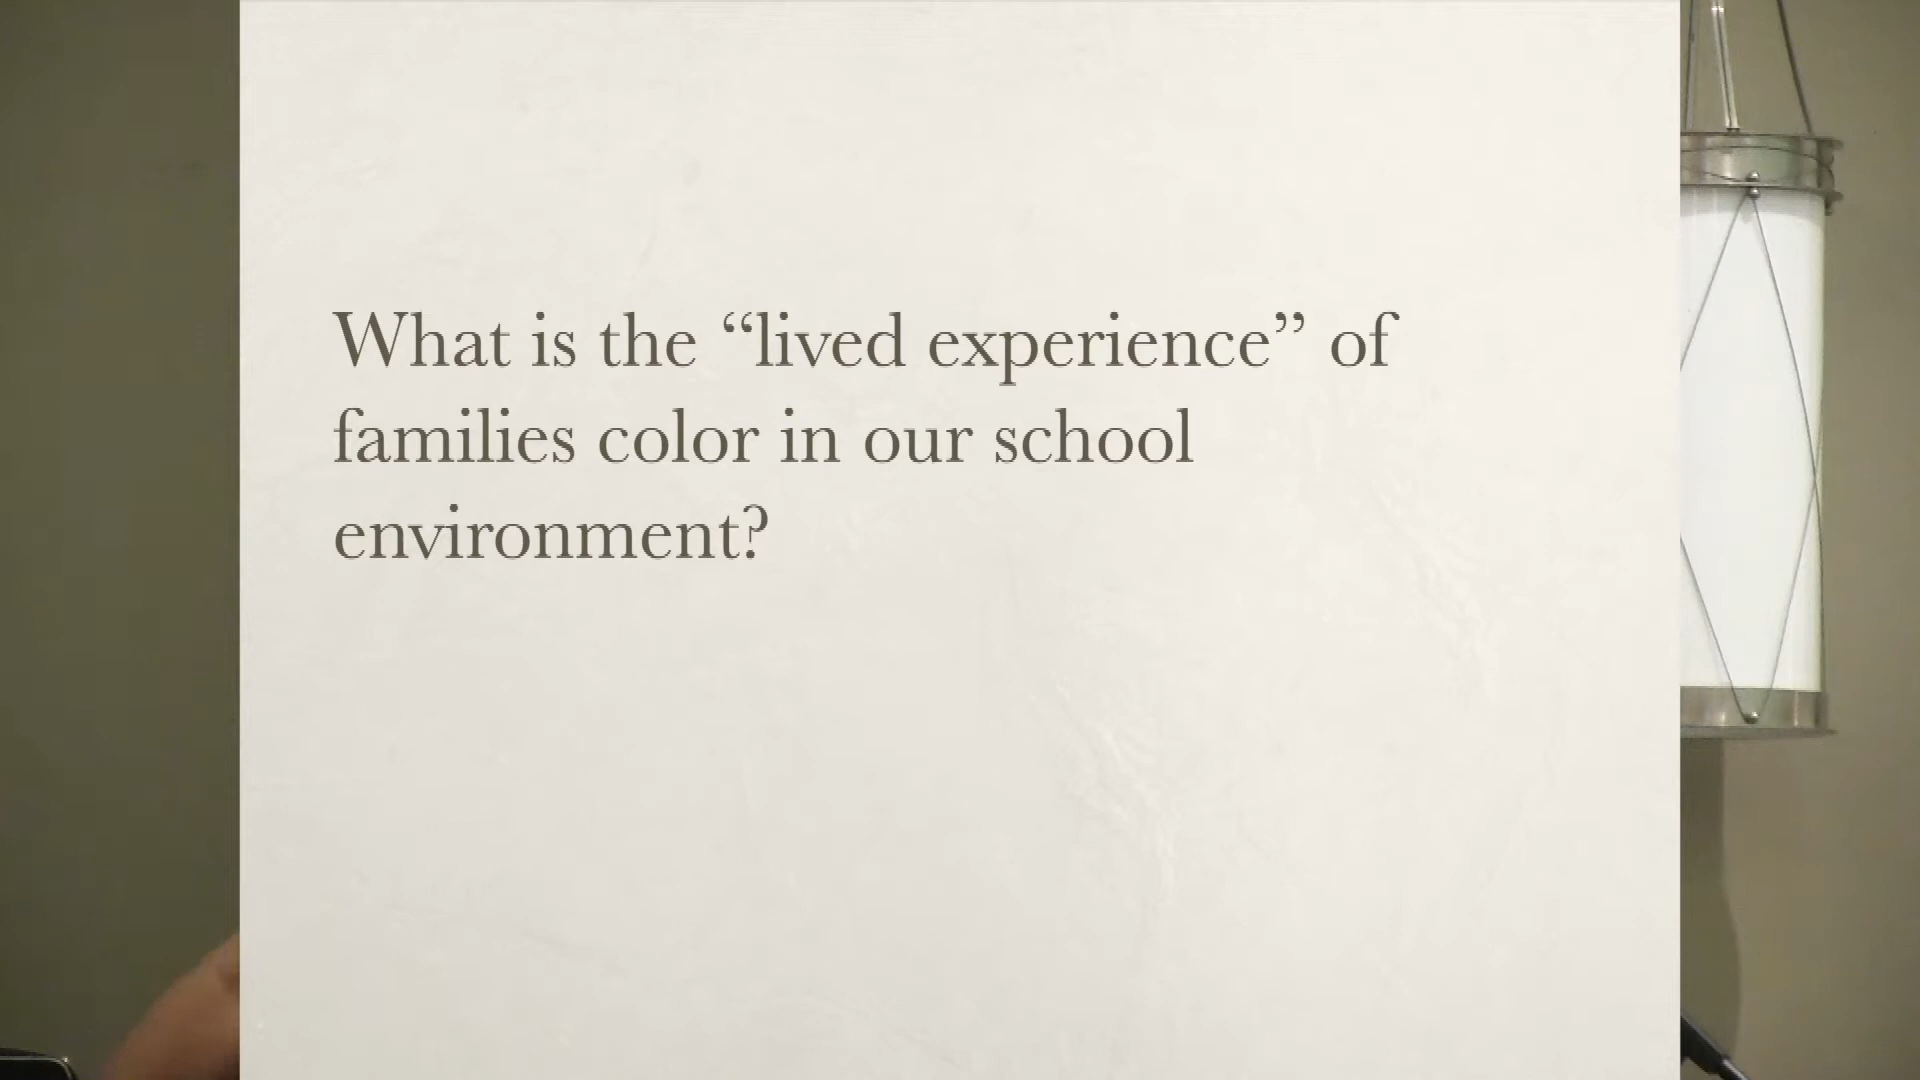 What is the “lived experience” of
families color in our school
environment?